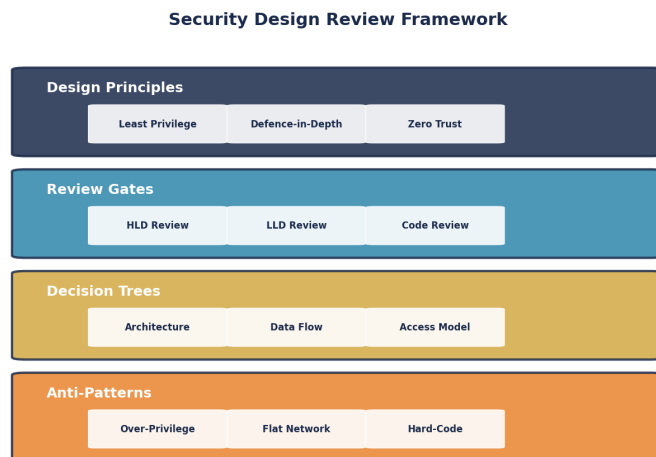 Security Design Review Framework
Design Principles
Least Privilege
Defence-in-Depth
Zero Trust
Review Gates
HLD Review
LLD Review
Code Review
Decision Trees
Architecture
Data Flow
Access Model
Anti-Patterns
Over-Privilege
Flat Network
Hard-Code